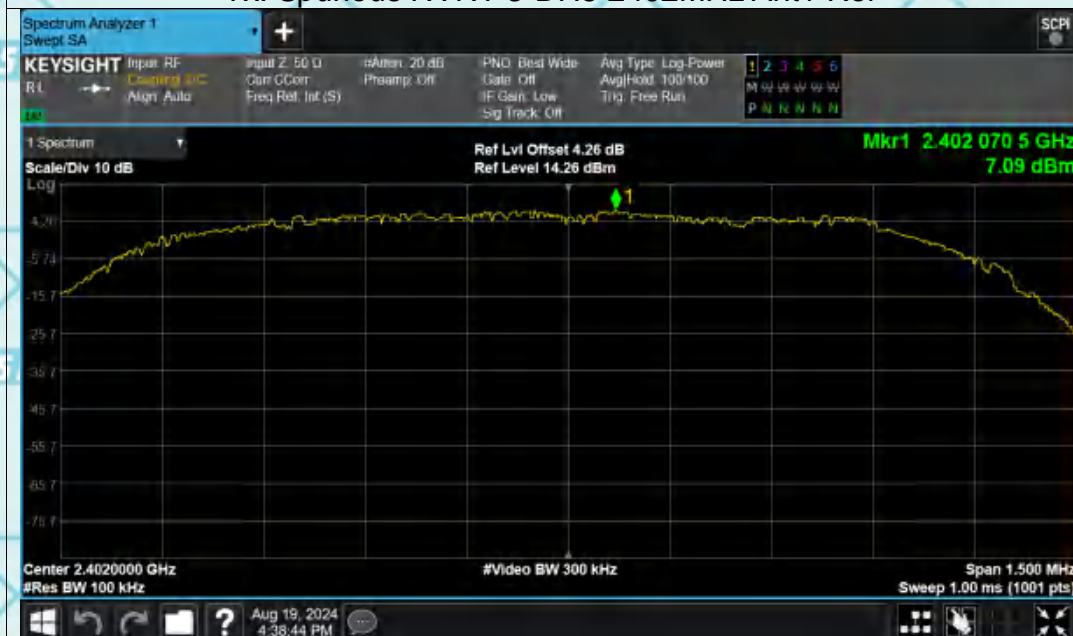 Spectrum Analyzer 1
Swept SA
+
SCPI
KEYSIGHT
Input: RF
Coupling: DC
Align: Auto
Input Z: 50 Ω
Corr CCorr
Freq Ref: Int (S)
#Atten: 20 dB
Preamp: Off
PNO: Best Wide
Gate: Off
IF Gain: Low
Sig Track: Off
Avg Type: Log-Power
Avg|Hold: 100/100
Trig: Free Run
1 2 3 4 5 6
M W W W W W
P N N N N N
1 Spectrum
Scale/Div 10 dB
Log
Ref Lvl Offset 4.26 dB
Ref Level 14.26 dBm
Mkr1 2.402 070 5 GHz
7.09 dBm
1
4.26
-5.74
-15.7
-25.7
-35.7
-45.7
-55.7
-65.7
-75.7
Center 2.4020000 GHz
#Res BW 100 kHz
#Video BW 300 kHz
Span 1.500 MHz
Sweep 1.00 ms (1001 pts)
?
Aug 19, 2024
4:38:44 PM